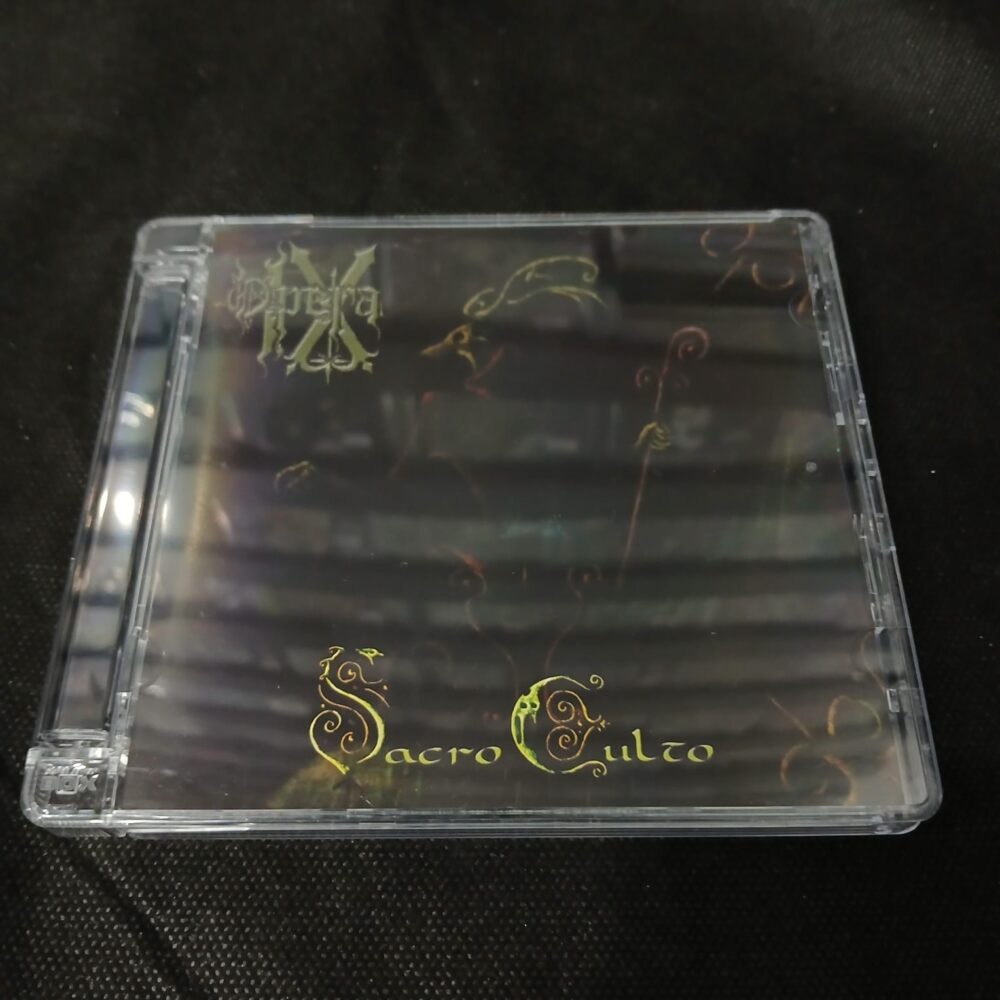 Opera
IX
Sacro Culto